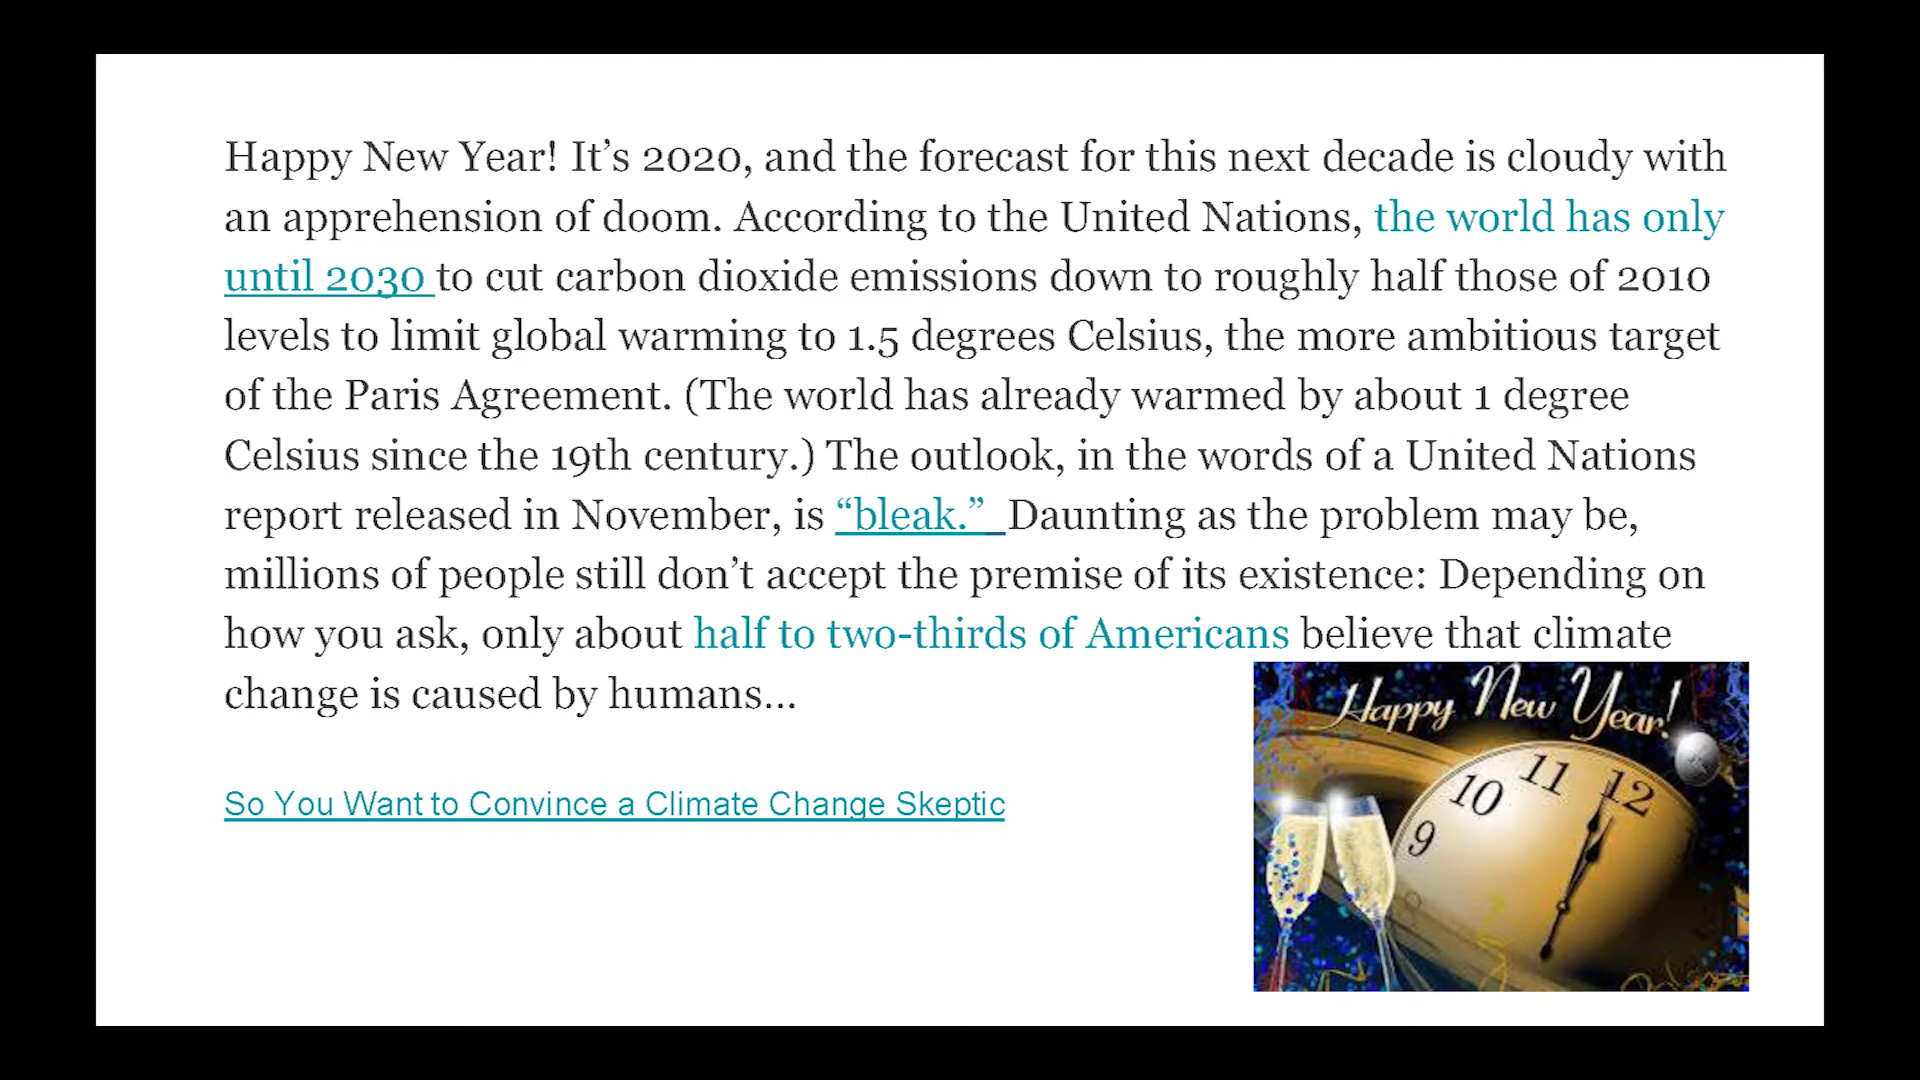 Happy New Year! It’s 2020, and the forecast for this next decade is cloudy with
an apprehension of doom. According to the United Nations, the world has only
until 2030 to cut carbon dioxide emissions down to roughly half those of 2010
levels to limit global warming to 1.5 degrees Celsius, the more ambitious target
of the Paris Agreement. (The world has already warmed by about 1 degree
Celsius since the 19th century.) The outlook, in the words of a United Nations
report released in November, is “bleak.” Daunting as the problem may be,
millions of people still don’t accept the premise of its existence: Depending on
how you ask, only about half to two-thirds of Americans believe that climate
change is caused by humans...
So You Want to Convince a Climate Change Skeptic
Happy New Year!
9 10 11 12